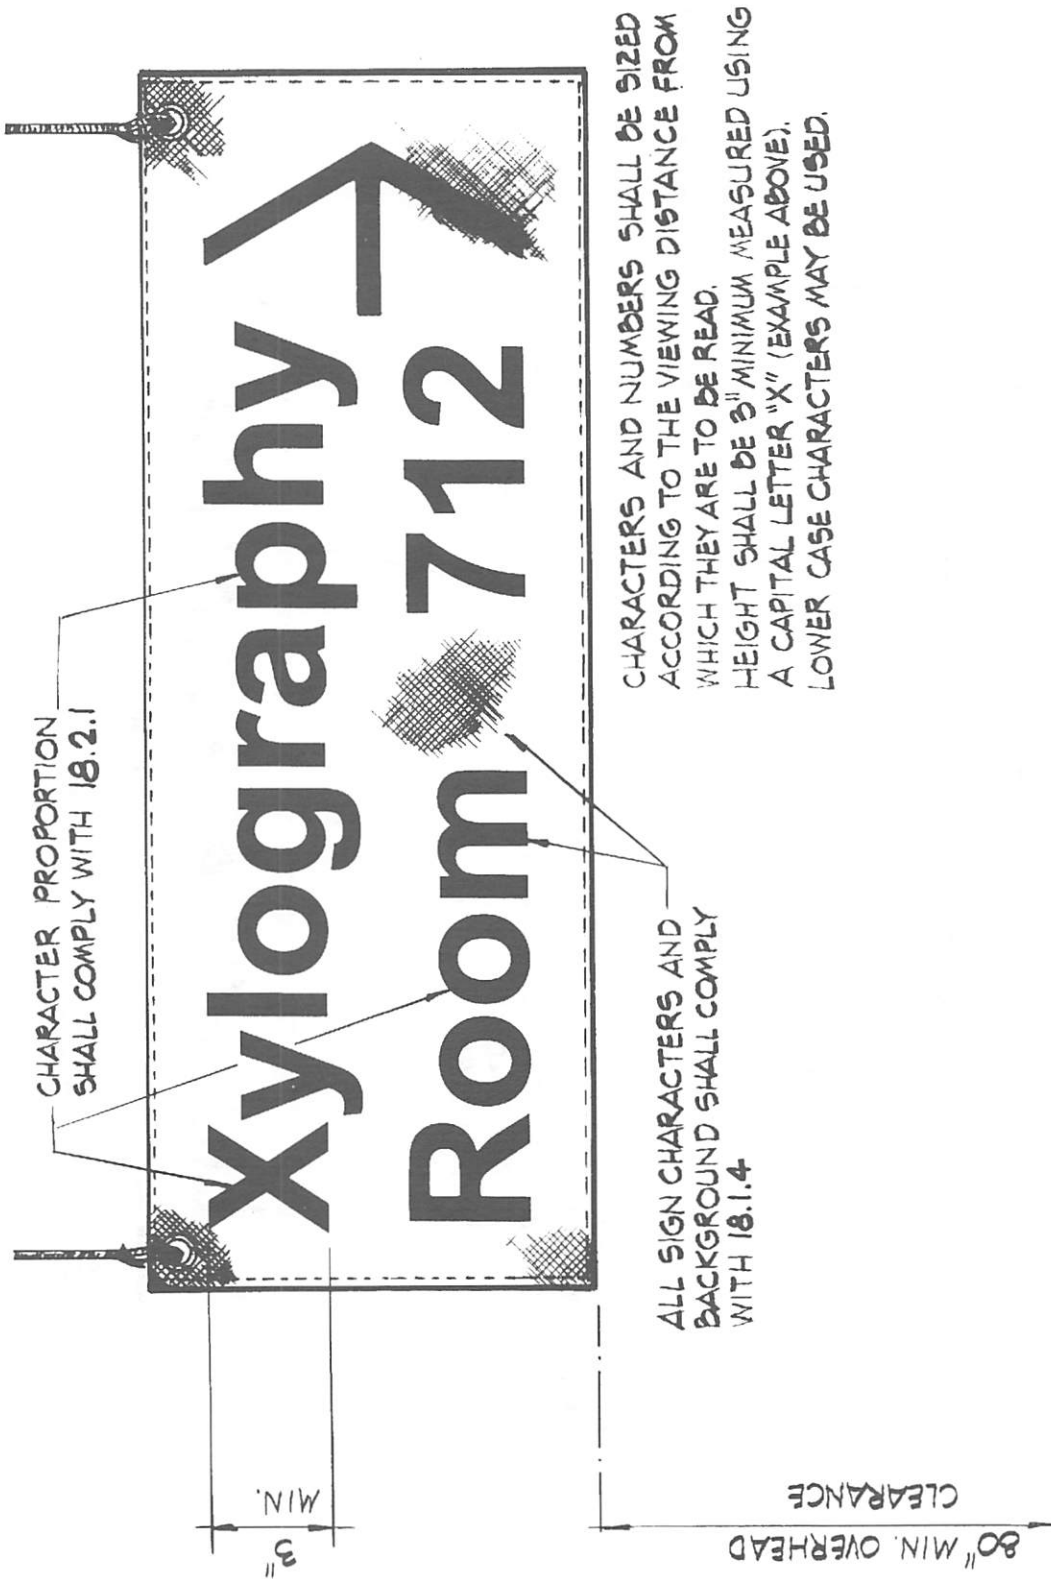 CHARACTER PROPORTION
SHALL COMPLY WITH 18.2.1
3"
MIN.
Xylography
Room 712
80" MIN. OVERHEAD
CLEARANCE
ALL SIGN CHARACTERS AND
BACKGROUND SHALL COMPLY
WITH 18.1.4
CHARACTERS AND NUMBERS SHALL BE SIZED
ACCORDING TO THE VIEWING DISTANCE FROM
WHICH THEY ARE TO BE READ.
HEIGHT SHALL BE 3" MINIMUM MEASURED USING
A CAPITAL LETTER "X" (EXAMPLE ABOVE).
LOWER CASE CHARACTERS MAY BE USED.